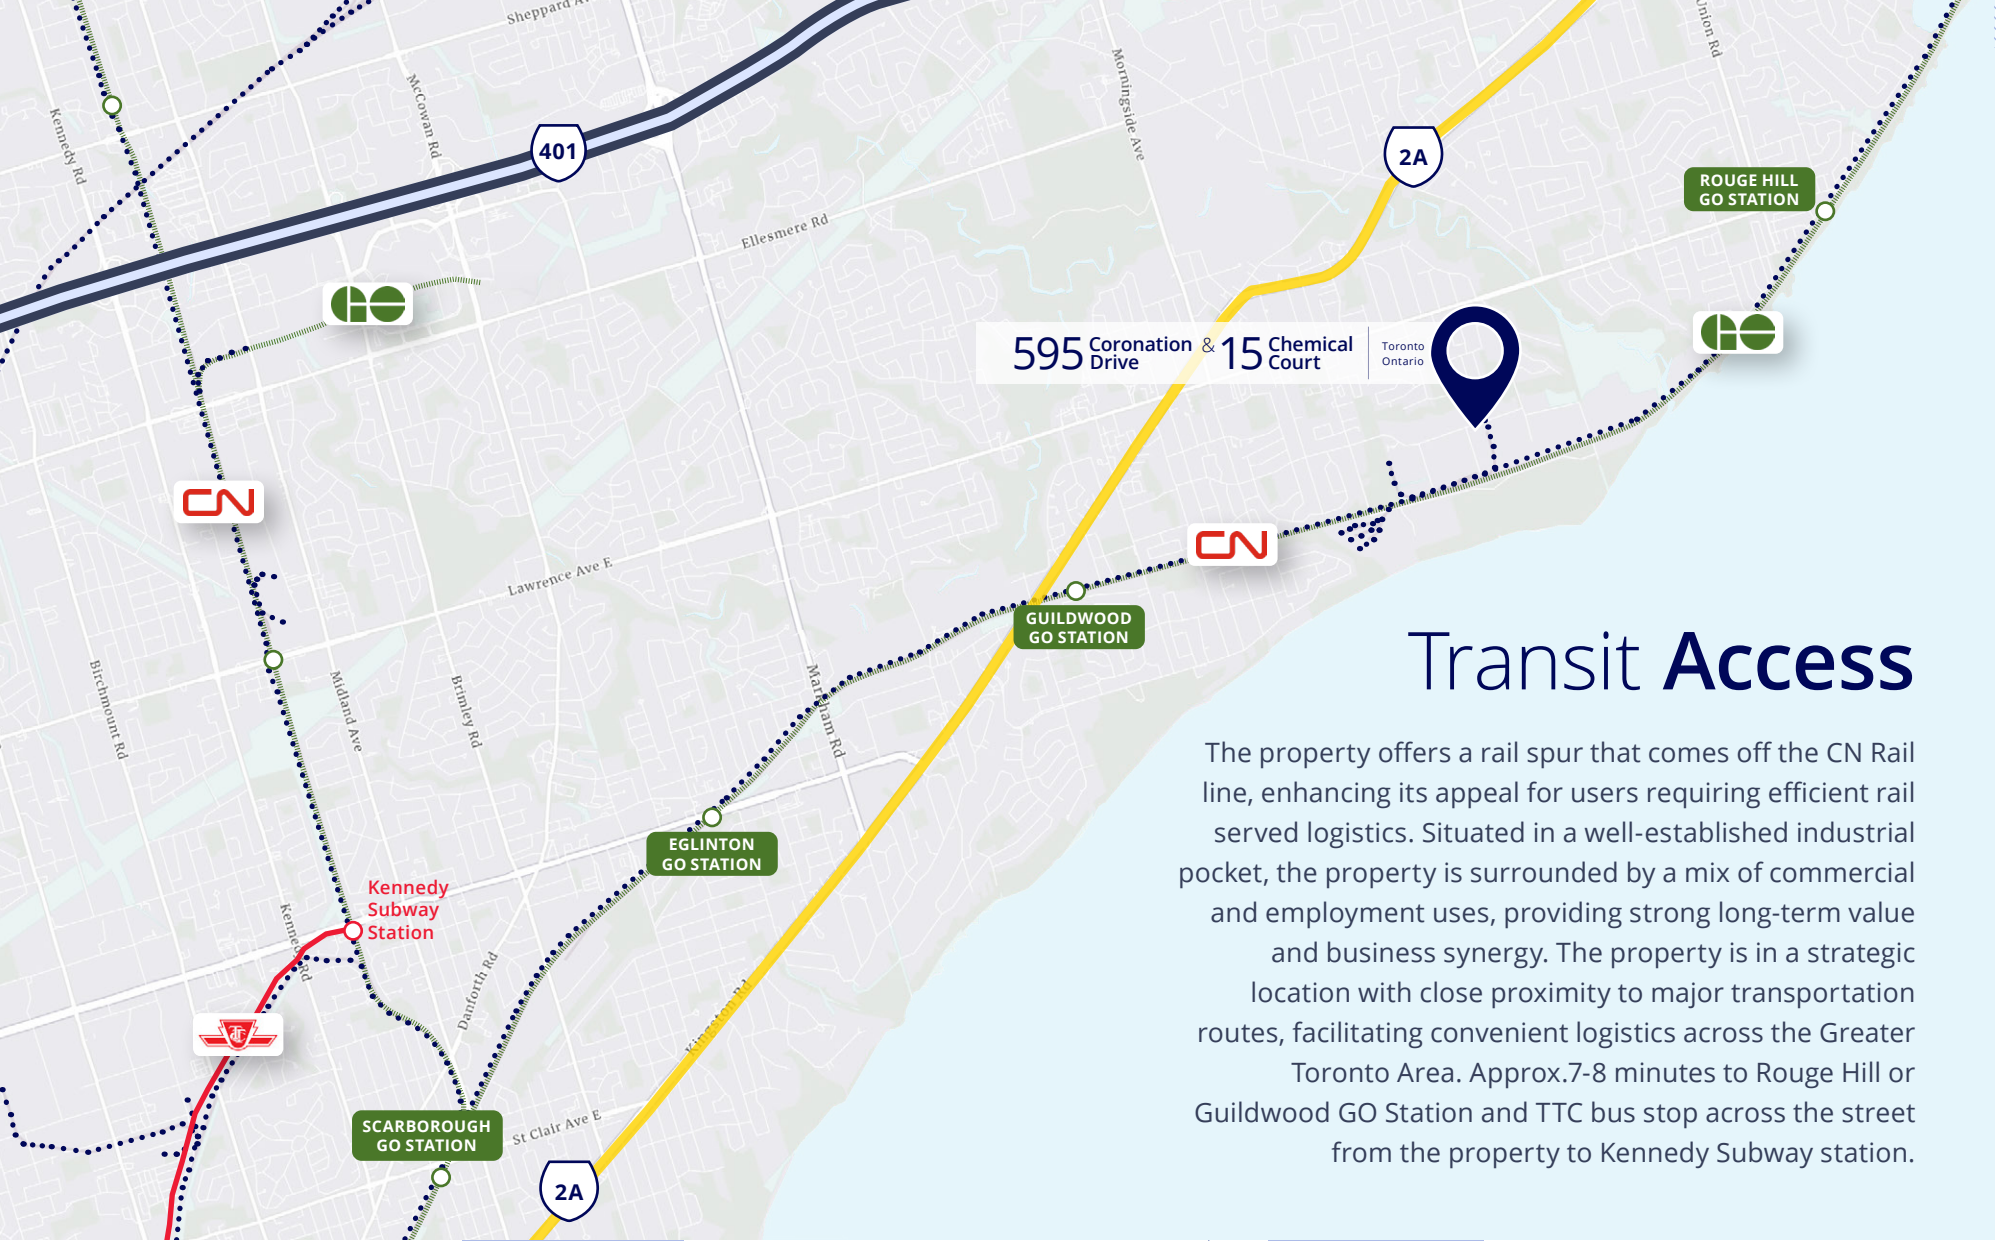 Sheppard A
Union Rd
Kennedy Rd
McCowan Rd
Morningside Ave
401
2A
ROUGE HILL
GO STATION
Ellesmere Rd
GO
GO
595 Coronation Drive & 15 Chemical Court
Toronto
Ontario
CN
CN
Lawrence Ave E
GUILDWOOD
GO STATION
Birchmount Rd
Midland Ave
Brimley Rd
Markham Rd
EGLINTON
GO STATION
Kennedy
Subway
Station
Kennedy Rd
Danforth Rd
Kingston Rd
SCARBOROUGH
GO STATION
St Clair Ave E
2A
Transit Access
The property offers a rail spur that comes off the CN Rail
line, enhancing its appeal for users requiring efficient rail
served logistics. Situated in a well-established industrial
pocket, the property is surrounded by a mix of commercial
and employment uses, providing strong long-term value
and business synergy. The property is in a strategic
location with close proximity to major transportation
routes, facilitating convenient logistics across the Greater
Toronto Area. Approx.7-8 minutes to Rouge Hill or
Guildwood GO Station and TTC bus stop across the street
from the property to Kennedy Subway station.